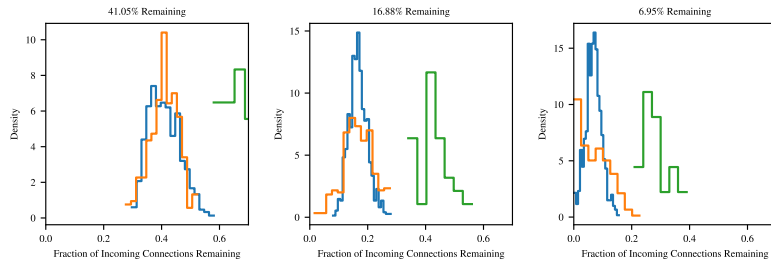 41.05% Remaining
16.88% Remaining
6.95% Remaining
Density
10
8
6
4
2
0
0.0
0.2
0.4
0.6
Fraction of Incoming Connections Remaining
Density
15
10
5
0
0.0
0.2
0.4
0.6
Fraction of Incoming Connections Remaining
Density
15
10
5
0
0.0
0.2
0.4
0.6
Fraction of Incoming Connections Remaining